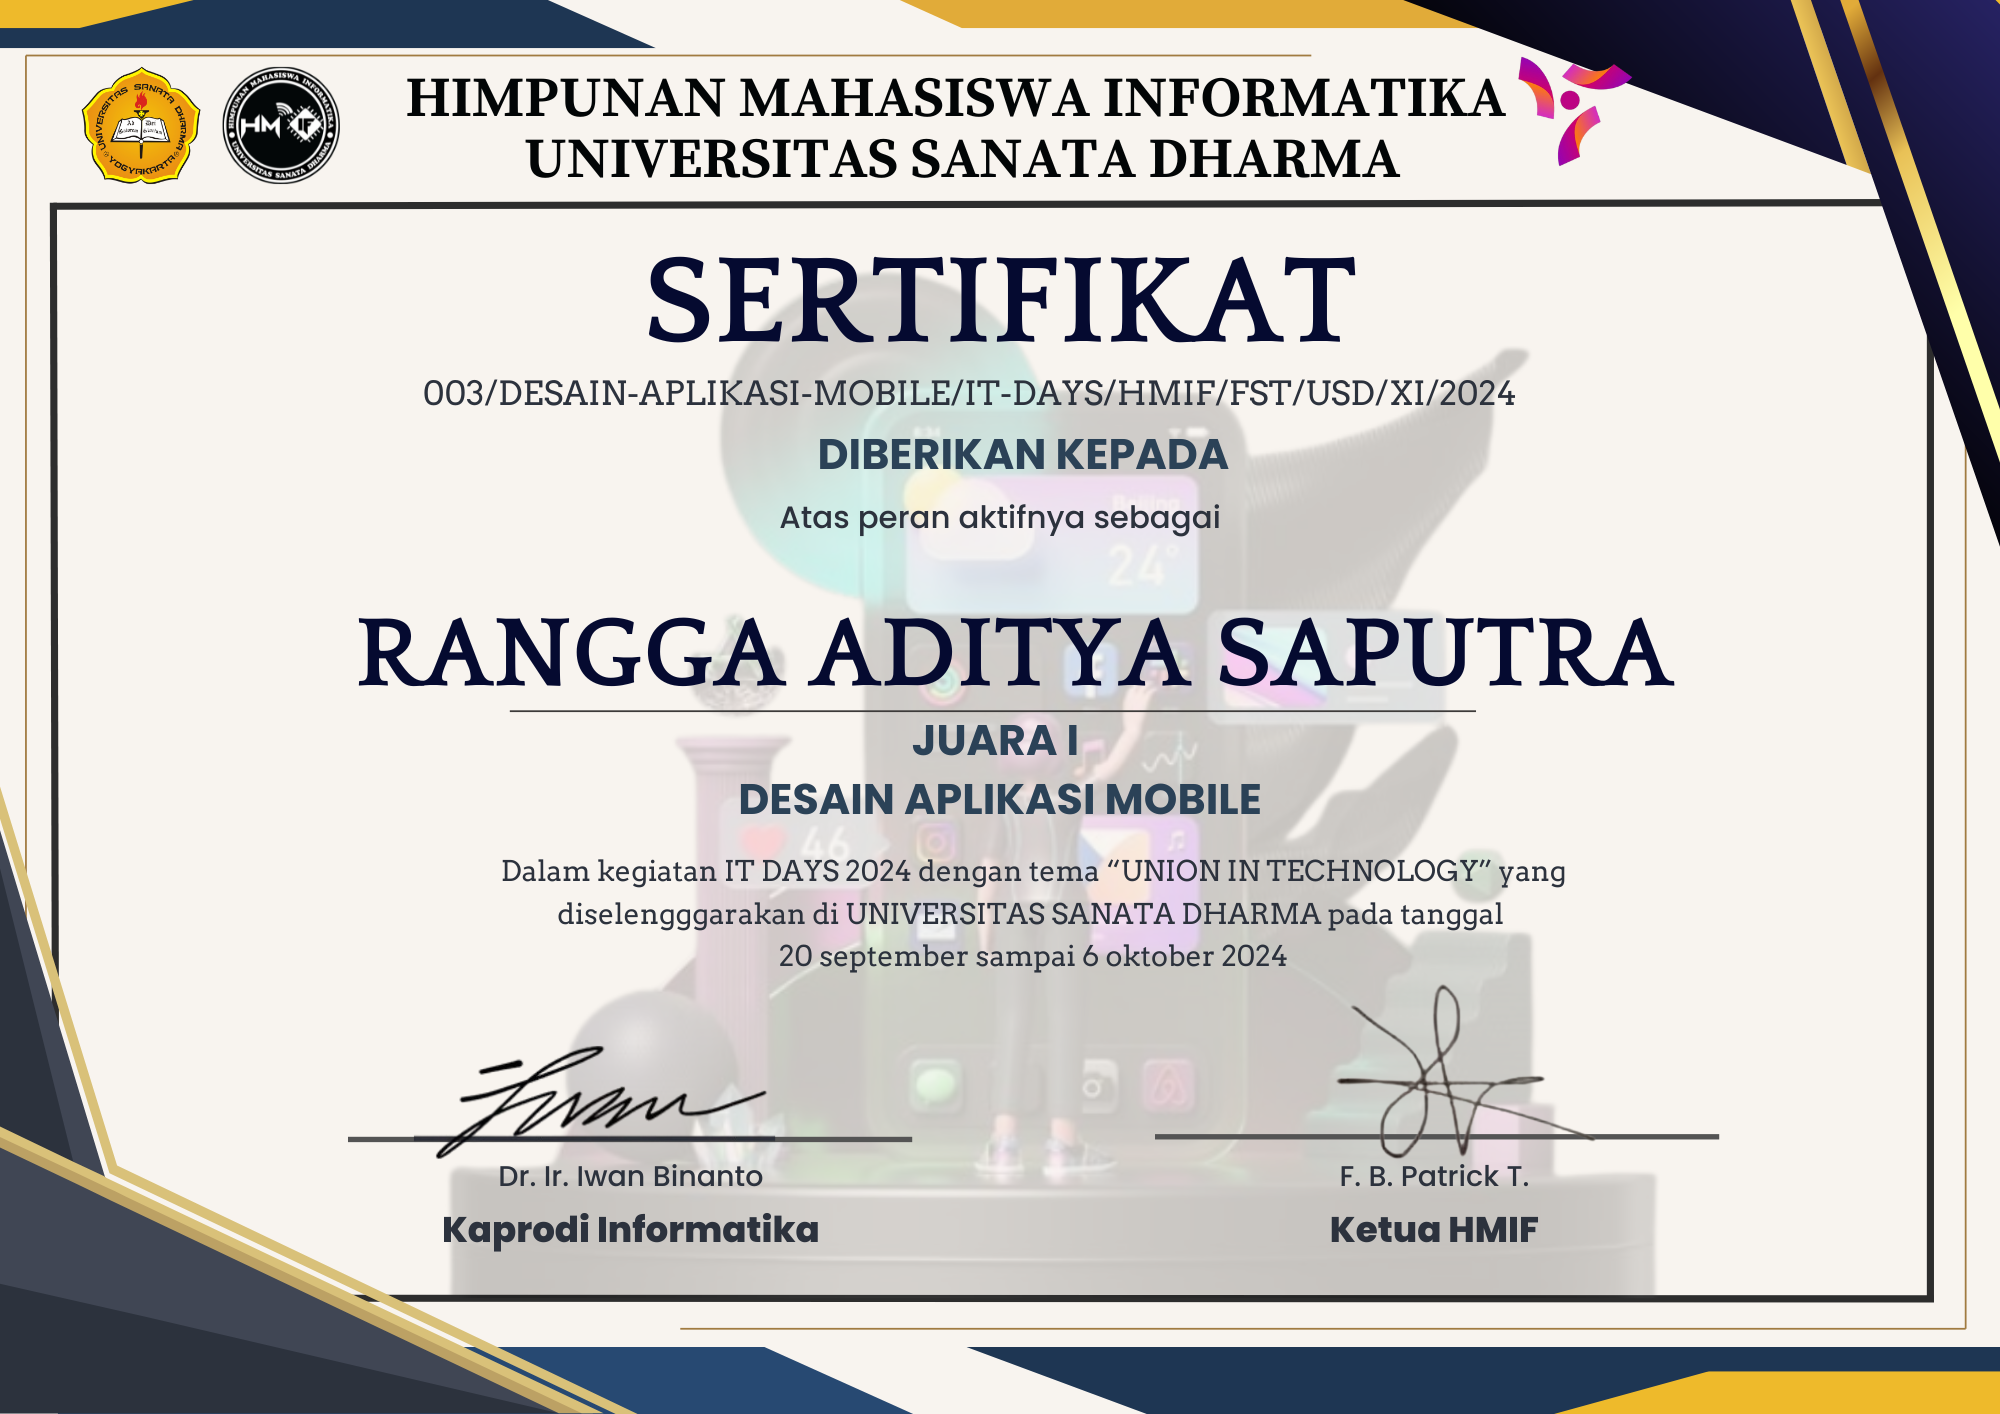 HIMPUNAN MAHASISWA INFORMATIKA
UNIVERSITAS SANATA DHARMA
UNIVERSITAS SANATA DHARMA
YOGYAKARTA
HIMPUNAN MAHASISWA INFORMATIKA
HMIF
UNIVERSITAS SANATA DHARMA
SERTIFIKAT
003/DESAIN-APLIKASI-MOBILE/IT-DAYS/HMIF/FST/USD/XI/2024
DIBERIKAN KEPADA
Atas peran aktifnya sebagai
24°
RANGGA ADITYA SAPUTRA
JUARA I
DESAIN APLIKASI MOBILE
46
Dalam kegiatan IT DAYS 2024 dengan tema “UNION IN TECHNOLOGY” yang
diselengggarakan di UNIVERSITAS SANATA DHARMA pada tanggal
20 september sampai 6 oktober 2024
Dr. Ir. Iwan Binanto
Kaprodi Informatika
F. B. Patrick T.
Ketua HMIF